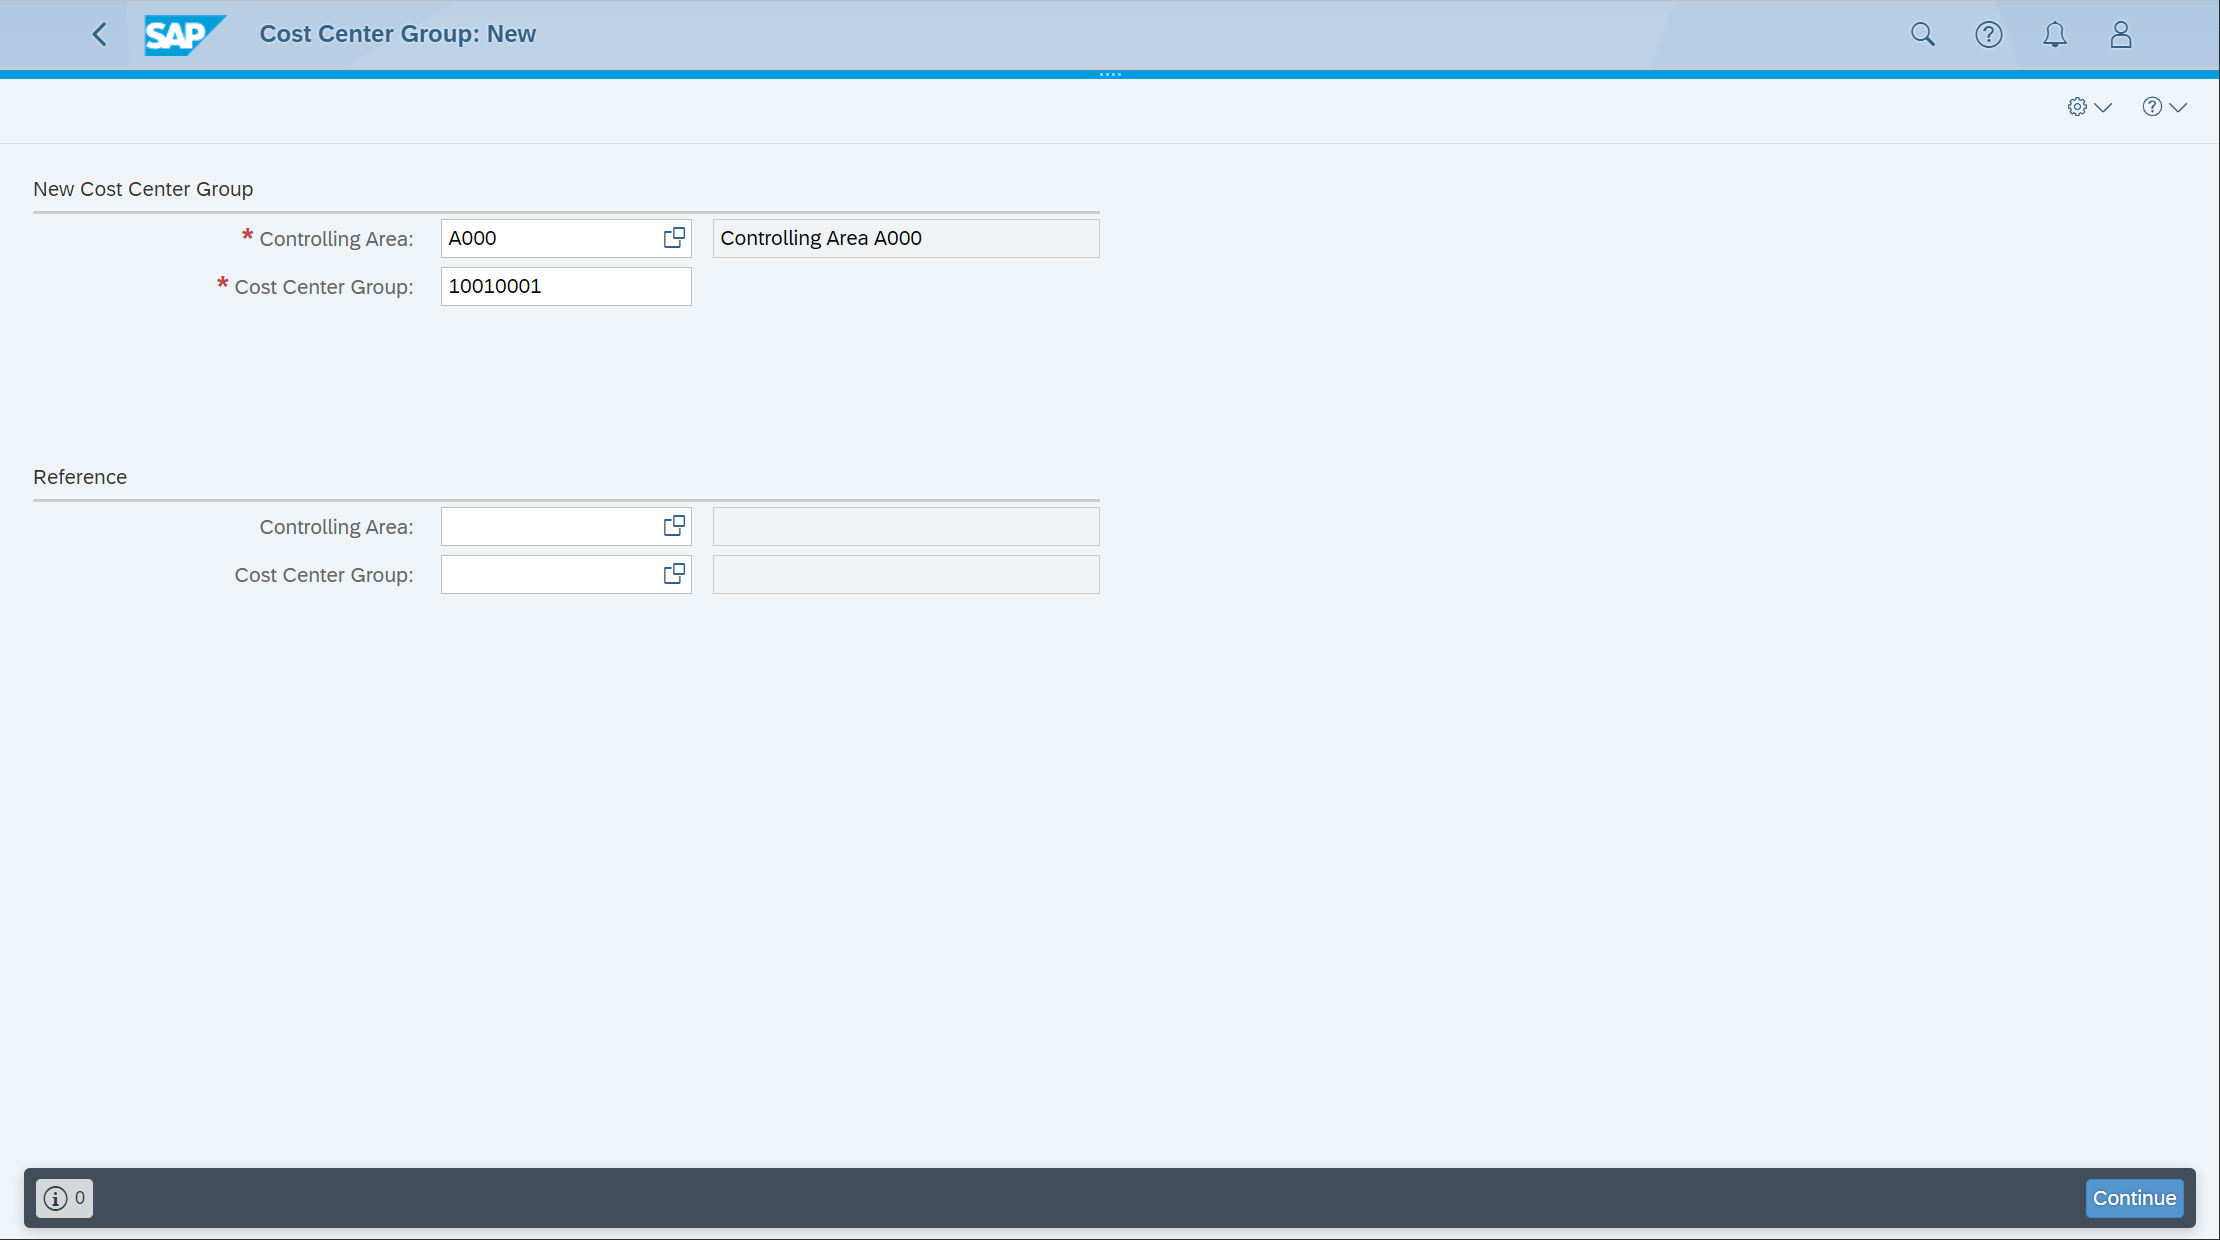 SAP Cost Center Group: New
New Cost Center Group
* Controlling Area: A000 Controlling Area A000
* Cost Center Group: 10010001
Reference
Controlling Area:
Cost Center Group:
0 Continue